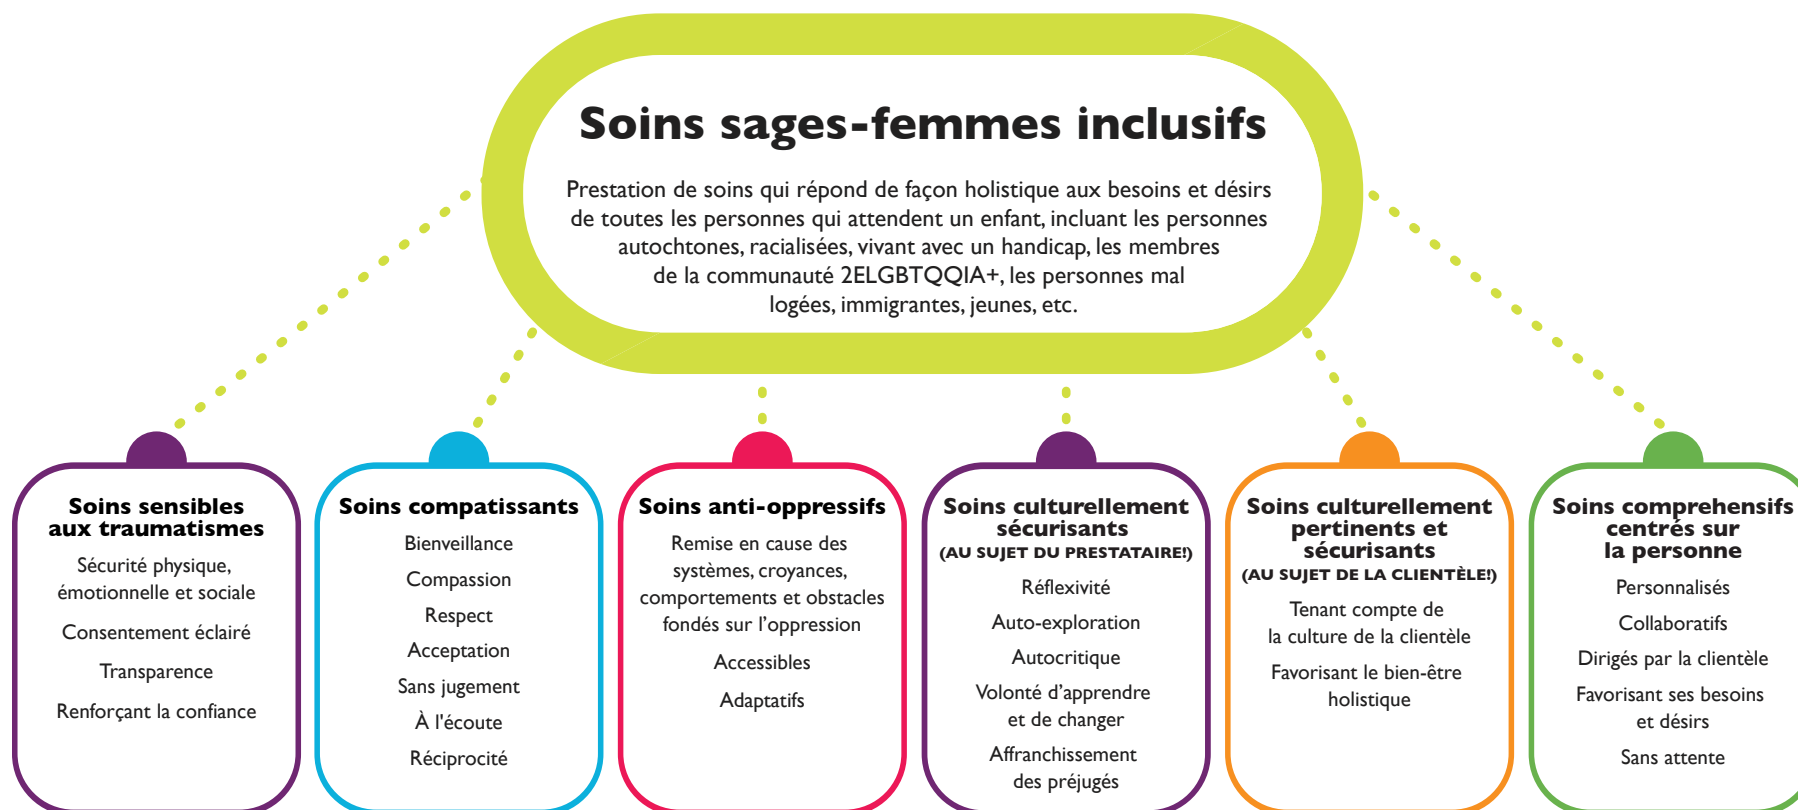 Soins sages-femmes inclusifs
Prestation de soins qui répond de façon holistique aux besoins et désirs
de toutes les personnes qui attendent un enfant, incluant les personnes
autochtones, racialisées, vivant avec un handicap, les membres
de la communauté 2ELGBTQQIA+, les personnes mal
logées, immigrantes, jeunes, etc.
Soins sensibles
aux traumatismes
Sécurité physique,
émotionnelle et sociale
Consentement éclairé
Transparence
Renforçant la confiance
Soins compatissants
Bienveillance
Compassion
Respect
Acceptation
Sans jugement
À l'écoute
Réciprocité
Soins anti-oppressifs
Remise en cause des
systèmes, croyances,
comportements et obstacles
fondés sur l’oppression
Accessibles
Adaptatifs
Soins culturellement
sécurisants
(AU SUJET DU PRESTATAIRE!)
Réflexivité
Auto-exploration
Autocritique
Volonté d’apprendre
et de changer
Affranchissement
des préjugés
Soins culturellement
pertinents et
sécurisants
(AU SUJET DE LA CLIENTÈLE!)
Tenant compte de
la culture de la clientèle
Favorisant le bien-être
holistique
Soins comprehensifs
centrés sur
la personne
Personnalisés
Collaboratifs
Dirigés par la clientèle
Favorisant ses besoins
et désirs
Sans attente